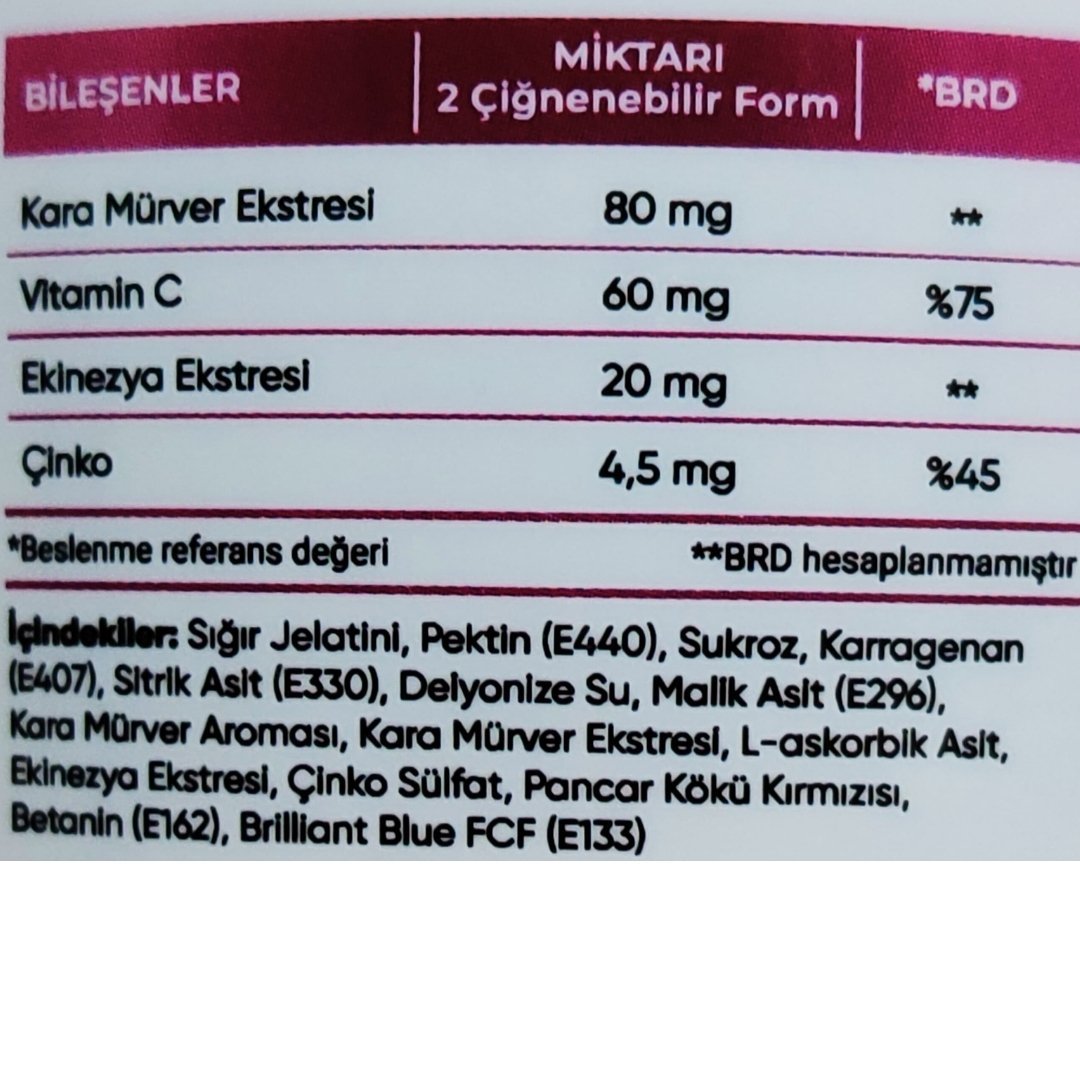 BİLEŞENLER MİKTARI 2 Çiğnenebilir Form *BRD
Kara Mürver Ekstresi 80 mg **
Vitamin C 60 mg %75
Ekinezya Ekstresi 20 mg **
Çinko 4,5 mg %45
*Beslenme referans değeri **BRD hesaplanmamıştır
İçindekiler: Sığır Jelatini, Pektin (E440), Sukroz, Karragenan
(E407), Sitrik Asit (E330), Deiyonize Su, Malik Asit (E296),
Kara Mürver Aroması, Kara Mürver Ekstresi, L-askorbik Asit,
Ekinezya Ekstresi, Çinko Sülfat, Pancar Kökü Kırmızısı,
Betanin (E162), Brilliant Blue FCF (E133)